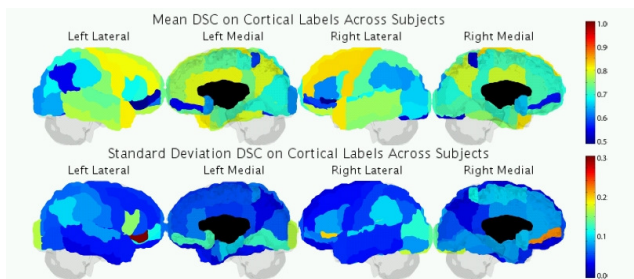 Mean DSC on Cortical Labels Across Subjects
Left Lateral Left Medial Right Lateral Right Medial
1.0
0.9
0.8
0.7
0.6
0.5
Standard Deviation DSC on Cortical Labels Across Subjects
Left Lateral Left Medial Right Lateral Right Medial
0.3
0.2
0.1
0.0